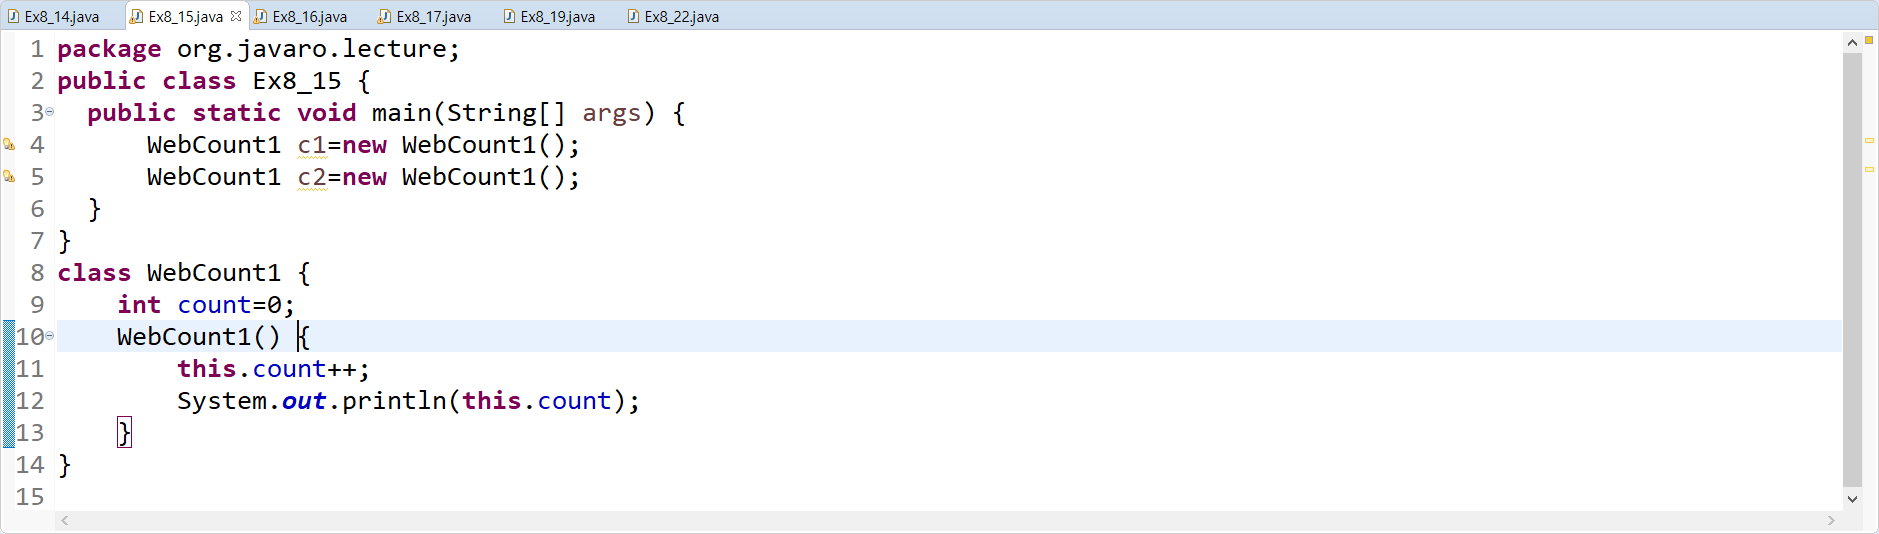 Ex8_14.java Ex8_15.java Ex8_16.java Ex8_17.java Ex8_19.java Ex8_22.java
1 package org.javaro.lecture;
2 public class Ex8_15 {
3 public static void main(String[] args) {
4 WebCount1 c1=new WebCount1();
5 WebCount1 c2=new WebCount1();
6 }
7 }
8 class WebCount1 {
9 int count=0;
10 WebCount1() {
11 this.count++;
12 System.out.println(this.count);
13 }
14 }
15